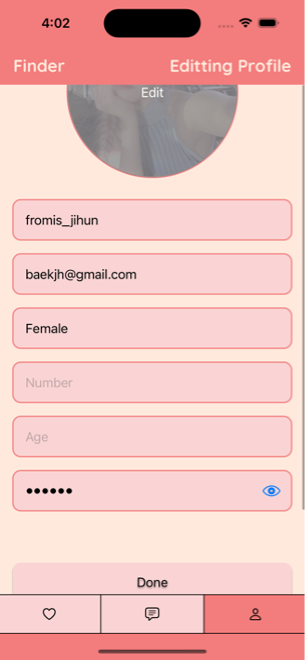 4:02
Finder Editting Profile
Edit
fromis_jihun
baekjh@gmail.com
Female
Number
Age
••••••
Done